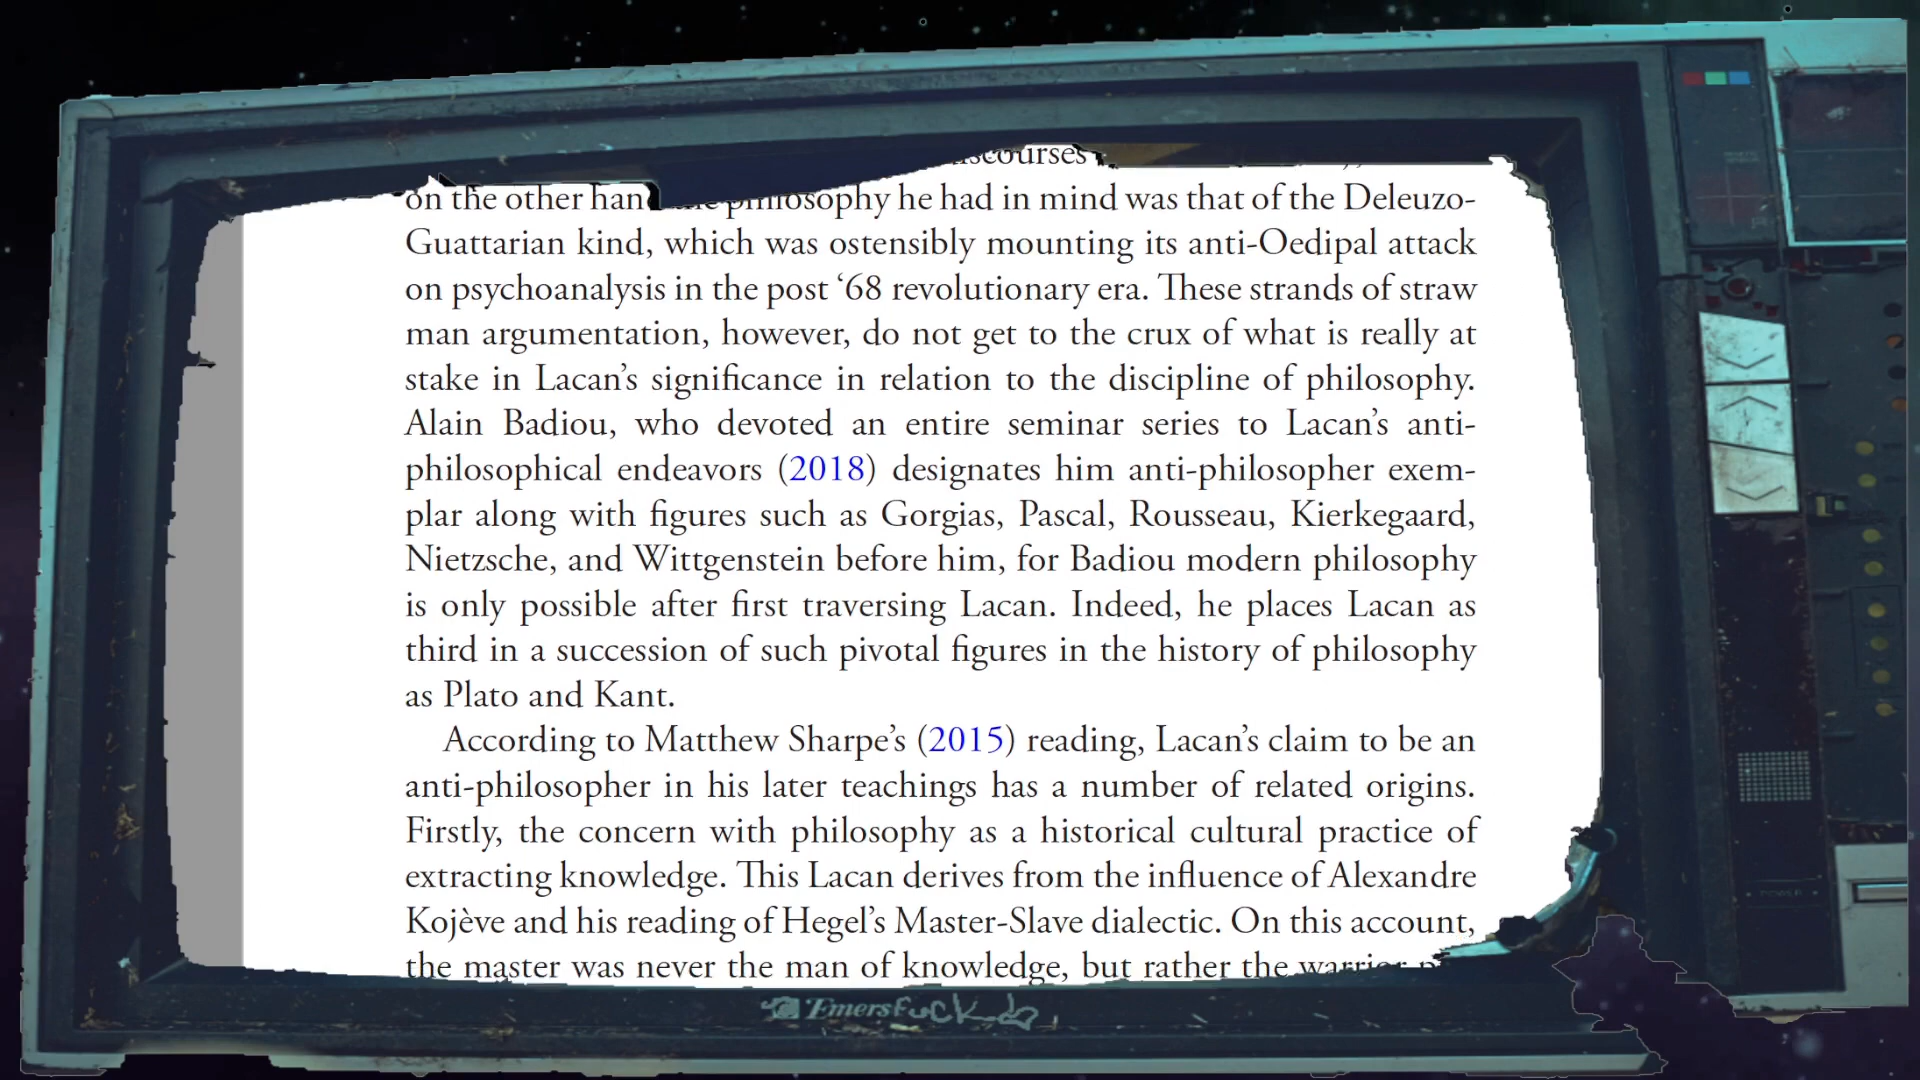 discourses
on the other hand the philosophy he had in mind was that of the Deleuzo-
Guattarian kind, which was ostensibly mounting its anti-Oedipal attack
on psychoanalysis in the post ‘68 revolutionary era. These strands of straw
man argumentation, however, do not get to the crux of what is really at
stake in Lacan’s significance in relation to the discipline of philosophy.
Alain Badiou, who devoted an entire seminar series to Lacan’s anti-
philosophical endeavors (2018) designates him anti-philosopher exem-
plar along with figures such as Gorgias, Pascal, Rousseau, Kierkegaard,
Nietzsche, and Wittgenstein before him, for Badiou modern philosophy
is only possible after first traversing Lacan. Indeed, he places Lacan as
third in a succession of such pivotal figures in the history of philosophy
as Plato and Kant.
According to Matthew Sharpe’s (2015) reading, Lacan’s claim to be an
anti-philosopher in his later teachings has a number of related origins.
Firstly, the concern with philosophy as a historical cultural practice of
extracting knowledge. This Lacan derives from the influence of Alexandre
Kojève and his reading of Hegel’s Master-Slave dialectic. On this account,
the master was never the man of knowledge, but rather the warrior
EmersFucK